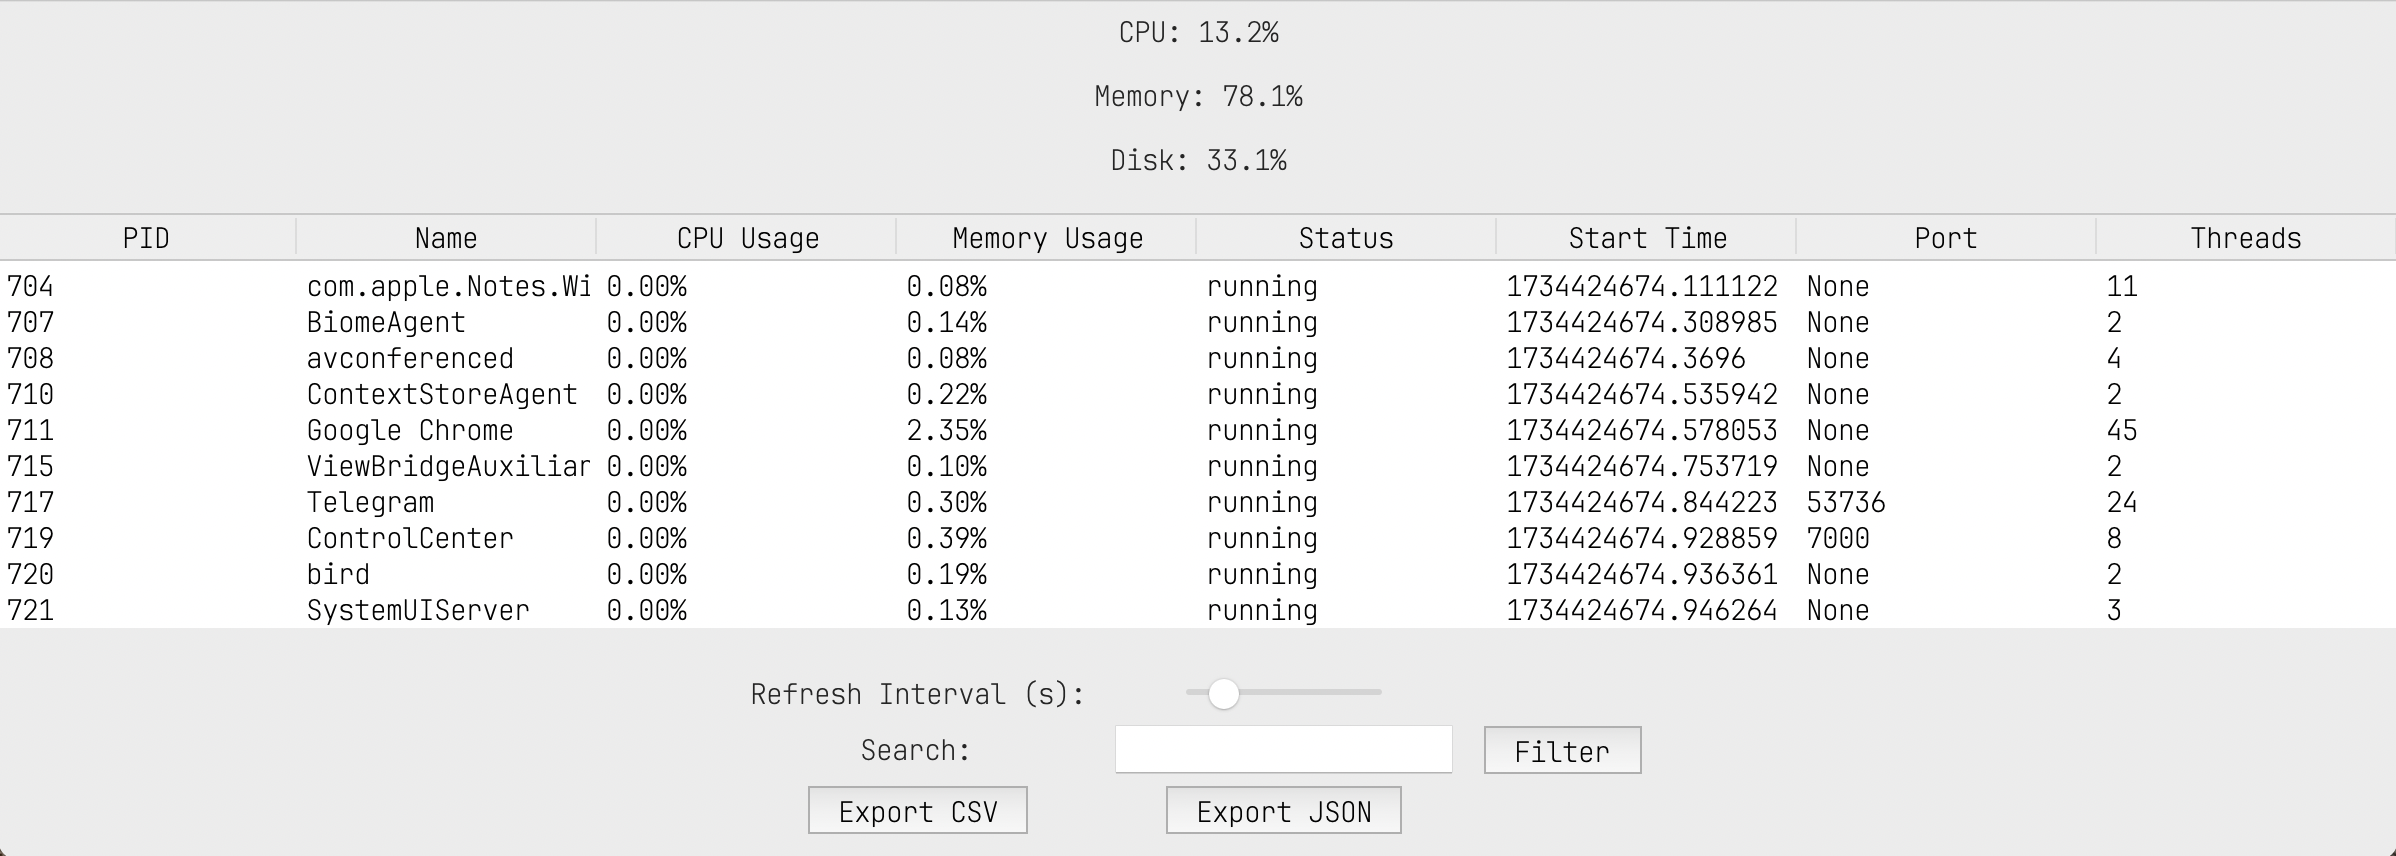 CPU: 13.2%
Memory: 78.1%
Disk: 33.1%
PID Name CPU Usage Memory Usage Status Start Time Port Threads
704 com.apple.Notes.Wi 0.00% 0.08% running 1734424674.111122 None 11
707 BiomeAgent 0.00% 0.14% running 1734424674.308985 None 2
708 avconferenced 0.00% 0.08% running 1734424674.3696 None 4
710 ContextStoreAgent 0.00% 0.22% running 1734424674.535942 None 2
711 Google Chrome 0.00% 2.35% running 1734424674.578053 None 45
715 ViewBridgeAuxiliar 0.00% 0.10% running 1734424674.753719 None 2
717 Telegram 0.00% 0.30% running 1734424674.844223 53736 24
719 ControlCenter 0.00% 0.39% running 1734424674.928859 7000 8
720 bird 0.00% 0.19% running 1734424674.936361 None 2
721 SystemUIServer 0.00% 0.13% running 1734424674.946264 None 3
Refresh Interval (s):
Search: Filter
Export CSV Export JSON